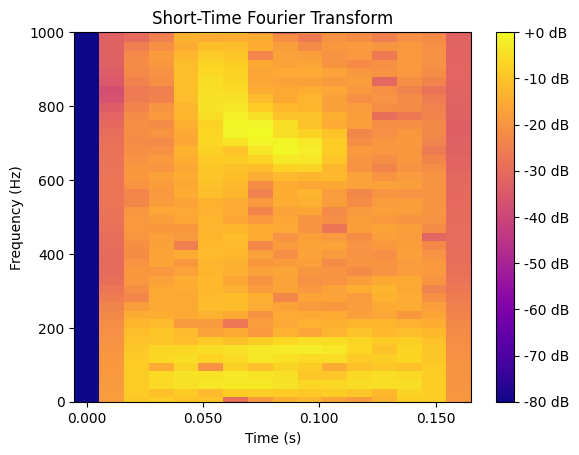 Short-Time Fourier Transform
Frequency (Hz)
1000
800
600
400
200
0
0.000
0.050
0.100
0.150
Time (s)
+0 dB
-10 dB
-20 dB
-30 dB
-40 dB
-50 dB
-60 dB
-70 dB
-80 dB